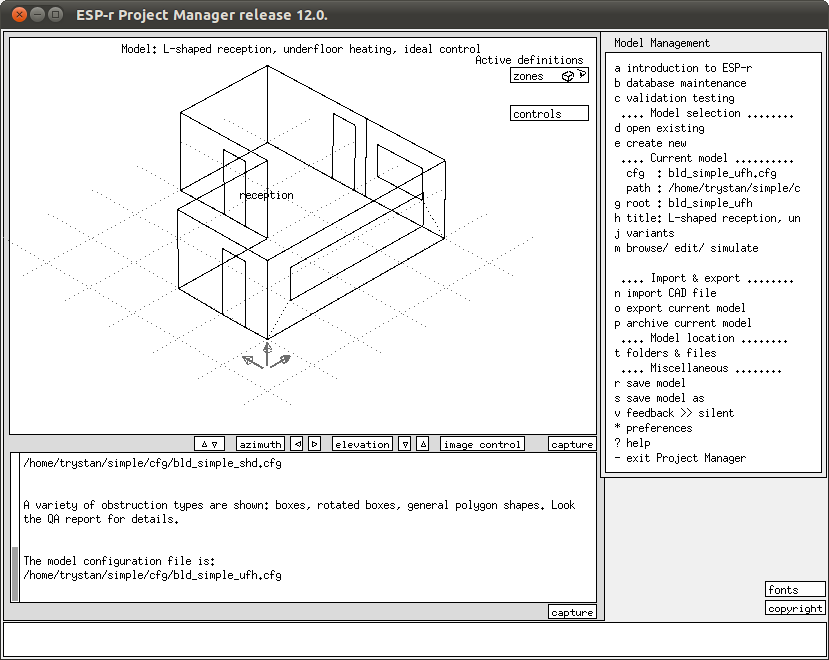 ESP-r Project Manager release 12.0.
Model: L-shaped reception, underfloor heating, ideal control
Active definitions
zones
controls
reception
azimuth
elevation
image control
capture
/home/trystan/simple/cfg/bld_simple_shd.cfg
A variety of obstruction types are shown: boxes, rotated boxes, general polygon shapes. Look
the QA report for details.
The model configuration file is:
/home/trystan/simple/cfg/bld_simple_ufh.cfg
capture
Model Management
a introduction to ESP-r
b database maintenance
c validation testing
.... Model selection ........
d open existing
e create new
.... Current model ..........
cfg : bld_simple_ufh.cfg
path : /home/trystan/simple/c
g root : bld_simple_ufh
h title: L-shaped reception, un
j variants
m browse/ edit/ simulate
.... Import & export ........
n import CAD file
o export current model
p archive current model
.... Model location ........
t folders & files
.... Miscellaneous ........
r save model
s save model as
v feedback >> silent
* preferences
? help
- exit Project Manager
fonts
copyright